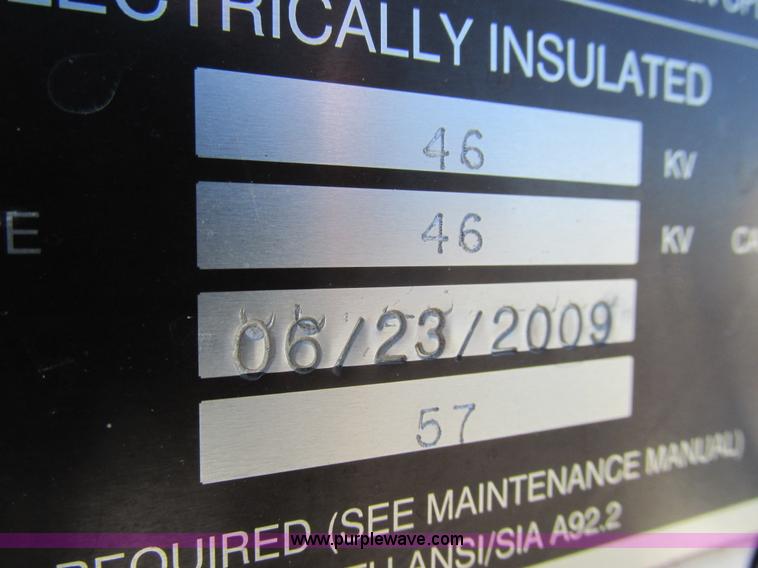 ELECTRICALLY INSULATED
46 KV
E 46 KV CA
06/23/2009
57
REQUIRED (SEE MAINTENANCE MANUAL)
ANSI/SIA A92.2
www.purplewave.com